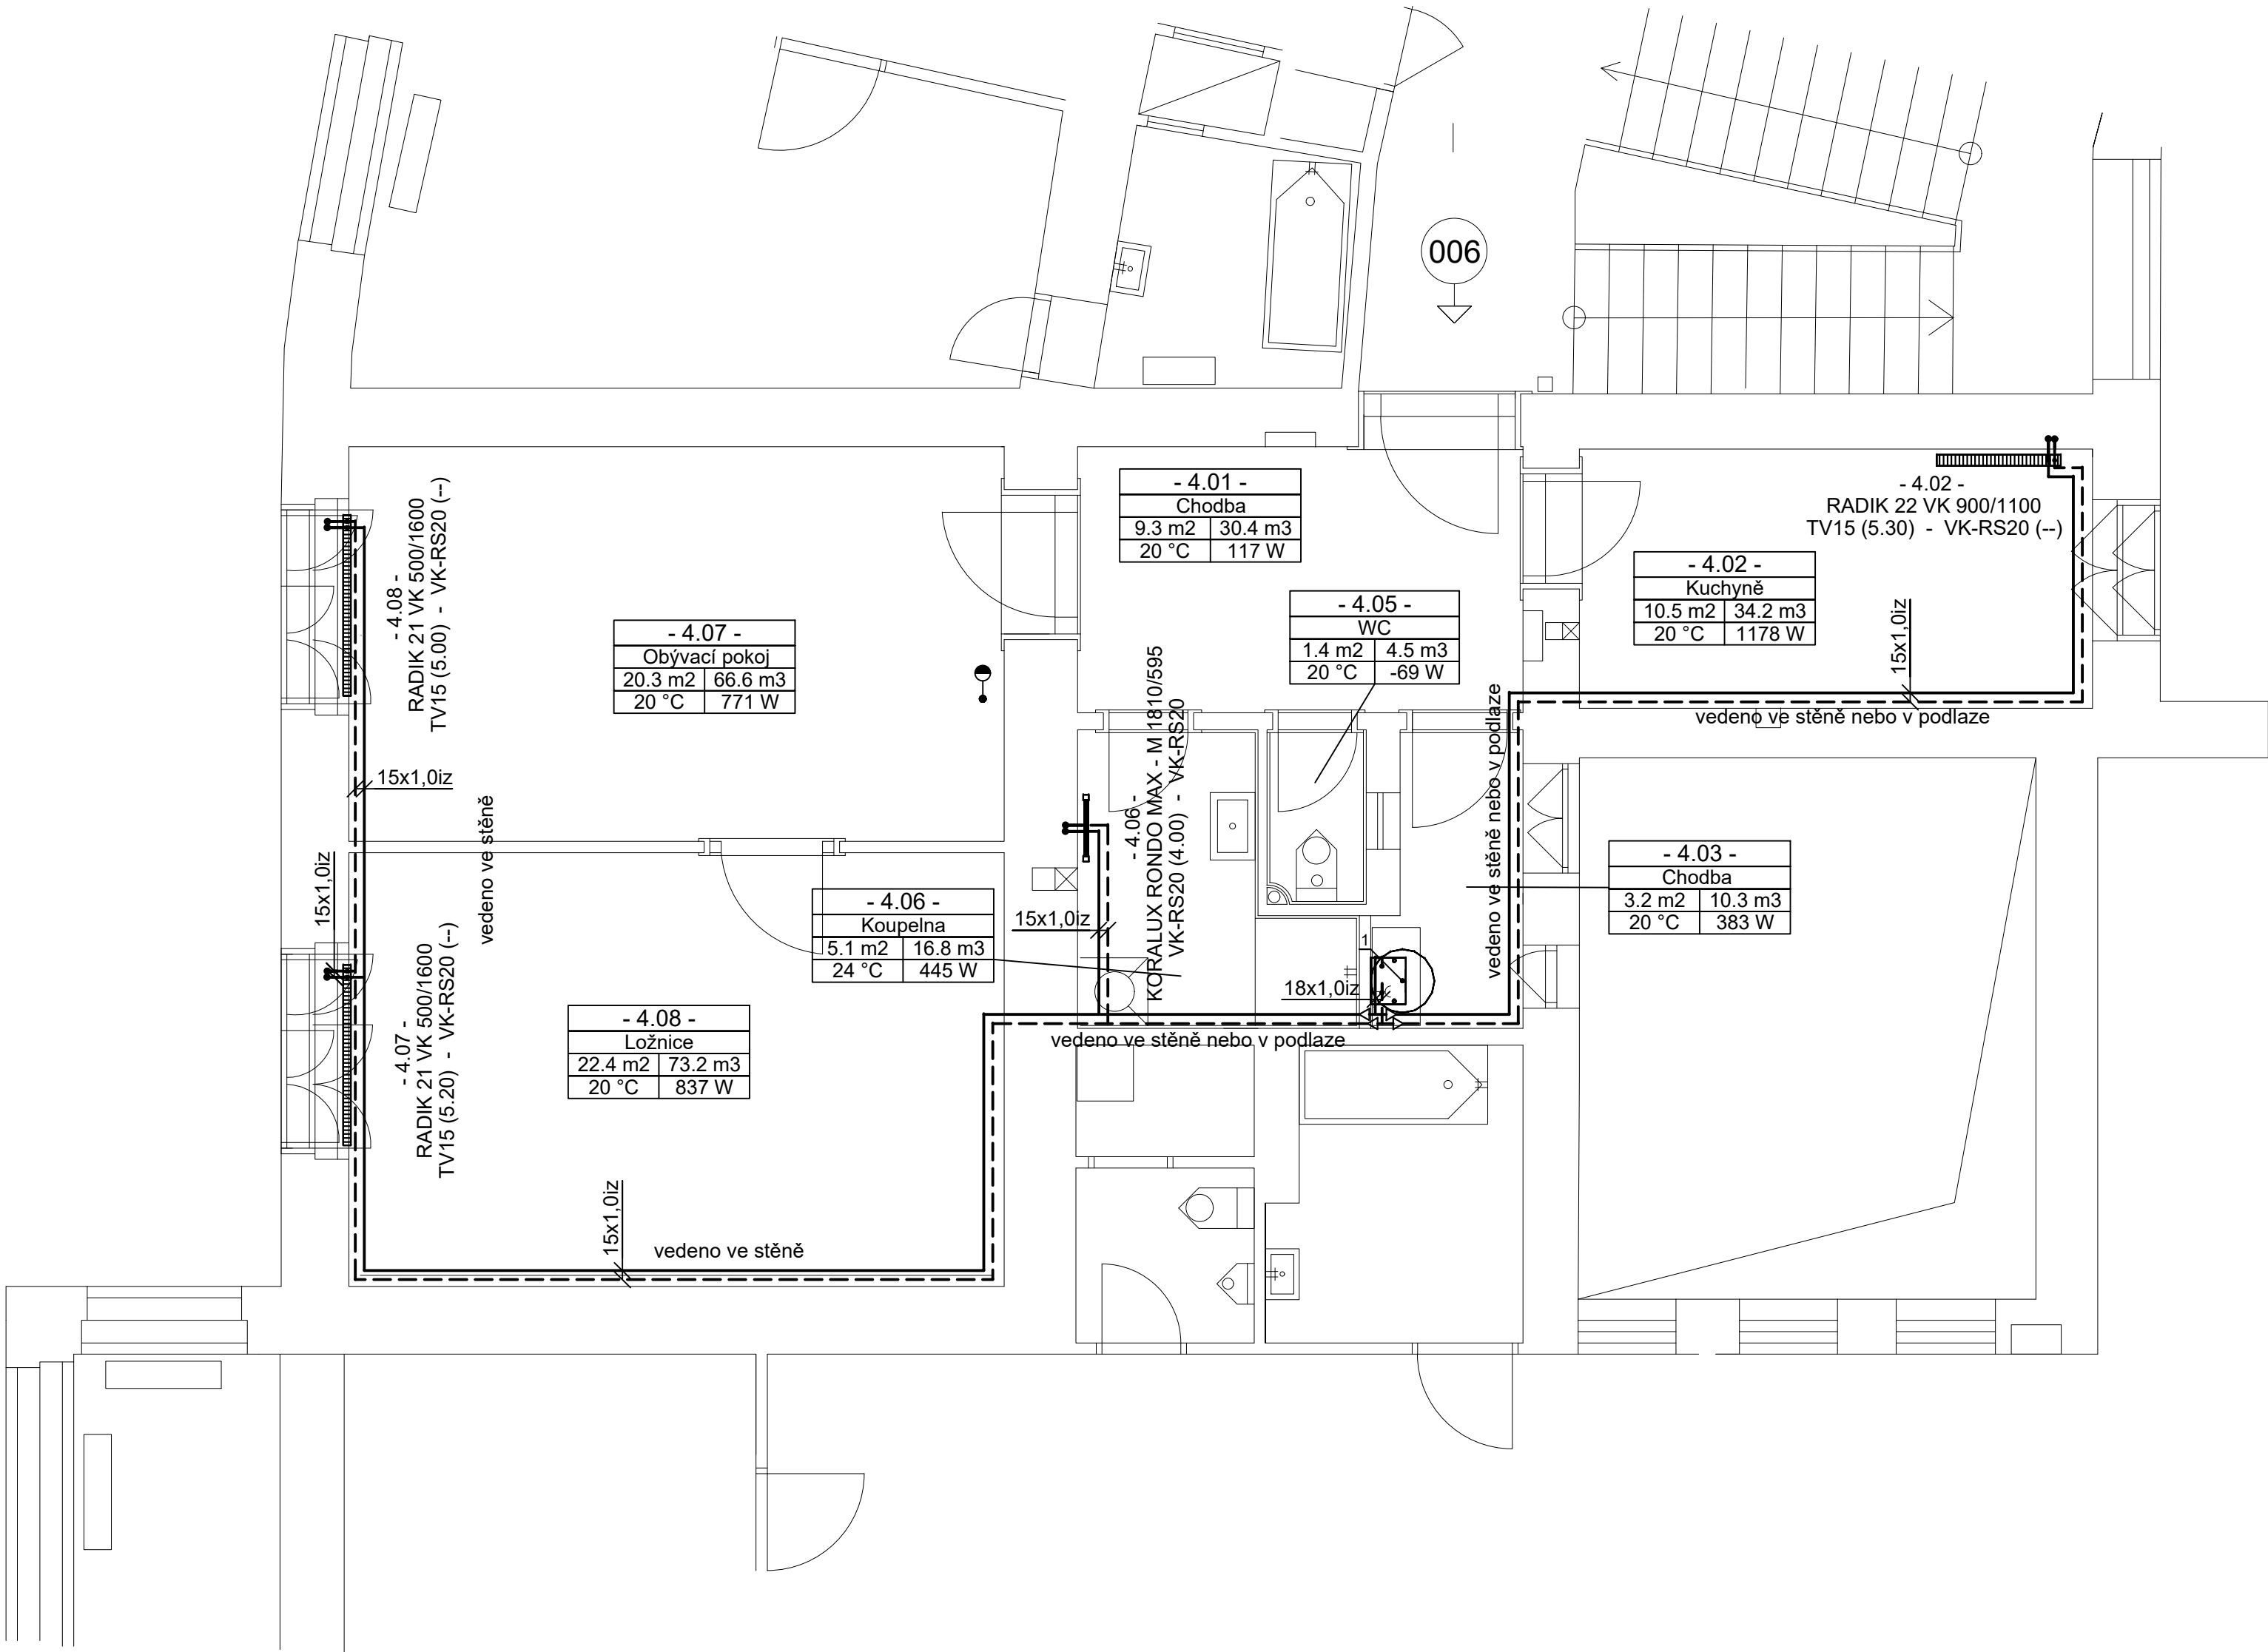 006
- 4.01 -
Chodba
9.3 m2 30.4 m3
20 °C 117 W
- 4.02 -
RADIK 22 VK 900/1100
TV15 (5.30) - VK-RS20 (--)
- 4.02 -
Kuchyně
10.5 m2 34.2 m3
20 °C 1178 W
15x1,0iz
vedeno ve stěně nebo v podlaze
- 4.05 -
WC
1.4 m2 4.5 m3
20 °C -69 W
- 4.08 -
RADIK 21 VK 500/1600
TV15 (5.00) - VK-RS20 (--)
- 4.07 -
Obývací pokoj
20.3 m2 66.6 m3
20 °C 771 W
15x1,0iz
vedeno ve stěně
15x1,0iz
- 4.06 -
KORALUX RONDO MAX - M 1810/595
VK-RS20 (4.00) - VK-RS20
vedeno ve stěně nebo v podlaze
- 4.03 -
Chodba
3.2 m2 10.3 m3
20 °C 383 W
- 4.06 -
Koupelna
5.1 m2 16.8 m3
24 °C 445 W
15x1,0iz
1
18x1,0iz
vedeno ve stěně nebo v podlaze
- 4.07 -
RADIK 21 VK 500/1600
TV15 (5.20) - VK-RS20 (--)
- 4.08 -
Ložnice
22.4 m2 73.2 m3
20 °C 837 W
15x1,0iz
vedeno ve stěně